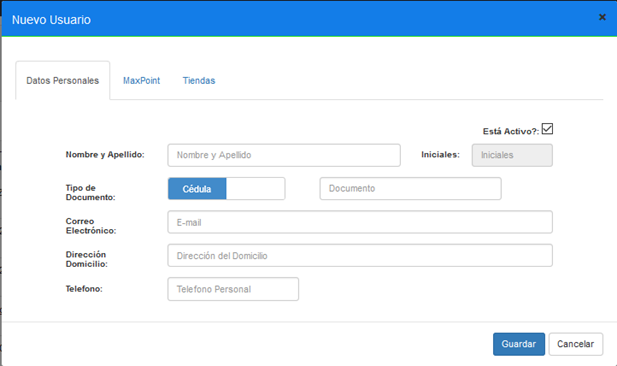 Nuevo Usuario ×
Datos Personales MaxPoint Tiendas
Está Activo?:
Nombre y Apellido: Nombre y Apellido Iniciales: Iniciales
Tipo de
Documento: Cédula Documento
Correo
Electrónico: E-mail
Dirección
Domicilio: Dirección del Domicilio
Telefono: Telefono Personal
Guardar Cancelar